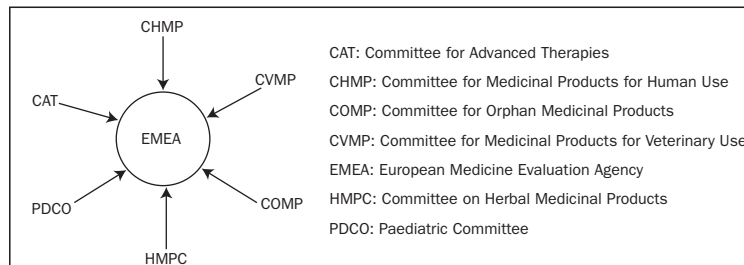 CHMP
CVMP
CAT
EMEA
PDCO
COMP
HMPC
CAT: Committee for Advanced Therapies
CHMP: Committee for Medicinal Products for Human Use
COMP: Committee for Orphan Medicinal Products
CVMP: Committee for Medicinal Products for Veterinary Use
EMEA: European Medicine Evaluation Agency
HMPC: Committee on Herbal Medicinal Products
PDCO: Paediatric Committee